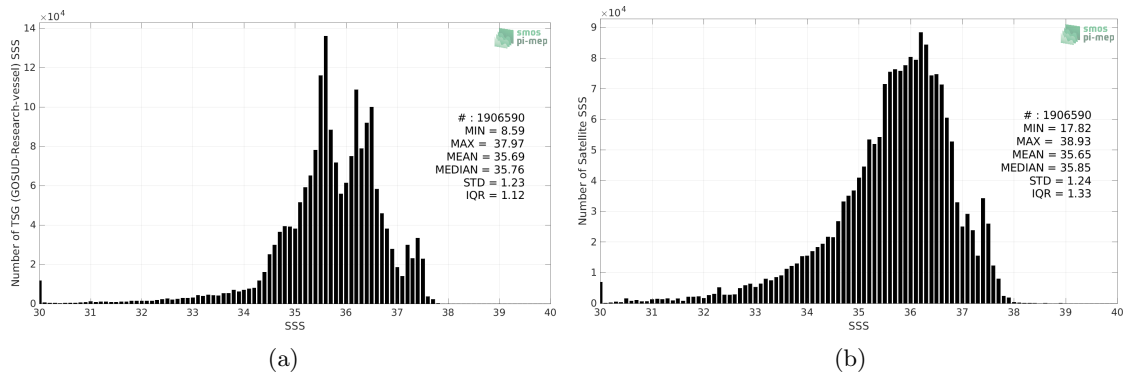 ×10⁴
14
12
10
8
6
4
2
0
Number of TSG (GOSUD-Research-vessel) SSS
30 31 32 33 34 35 36 37 38 39 40
SSS
smos
pi-mep
# : 1906590
MIN = 8.59
MAX = 37.97
MEAN = 35.69
MEDIAN = 35.76
STD = 1.23
IQR = 1.12
(a)
×10⁴
9
8
7
6
5
4
3
2
1
0
Number of Satellite SSS
30 31 32 33 34 35 36 37 38 39 40
SSS
smos
pi-mep
# : 1906590
MIN = 17.82
MAX = 38.93
MEAN = 35.65
MEDIAN = 35.85
STD = 1.24
IQR = 1.33
(b)